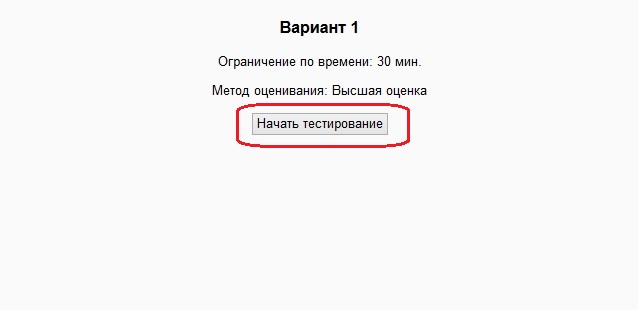 Вариант 1
Ограничение по времени: 30 мин.
Метод оценивания: Высшая оценка
Начать тестирование